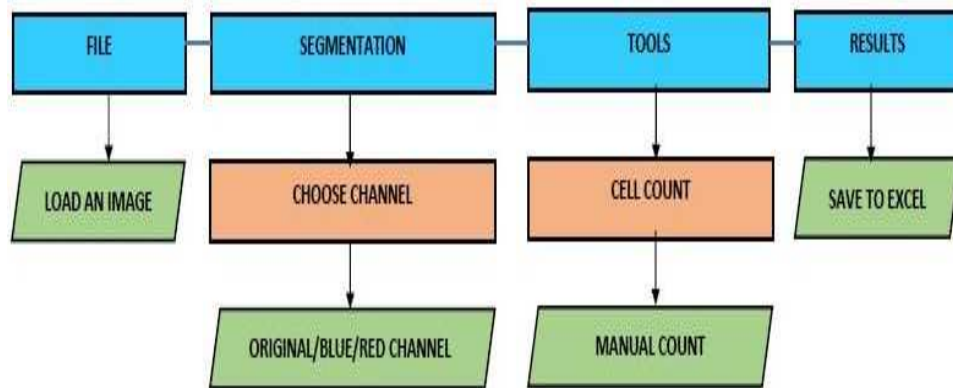 FILE
SEGMENTATION
TOOLS
RESULTS
LOAD AN IMAGE
CHOOSE CHANNEL
CELL COUNT
SAVE TO EXCEL
ORIGINAL/BLUE/RED CHANNEL
MANUAL COUNT